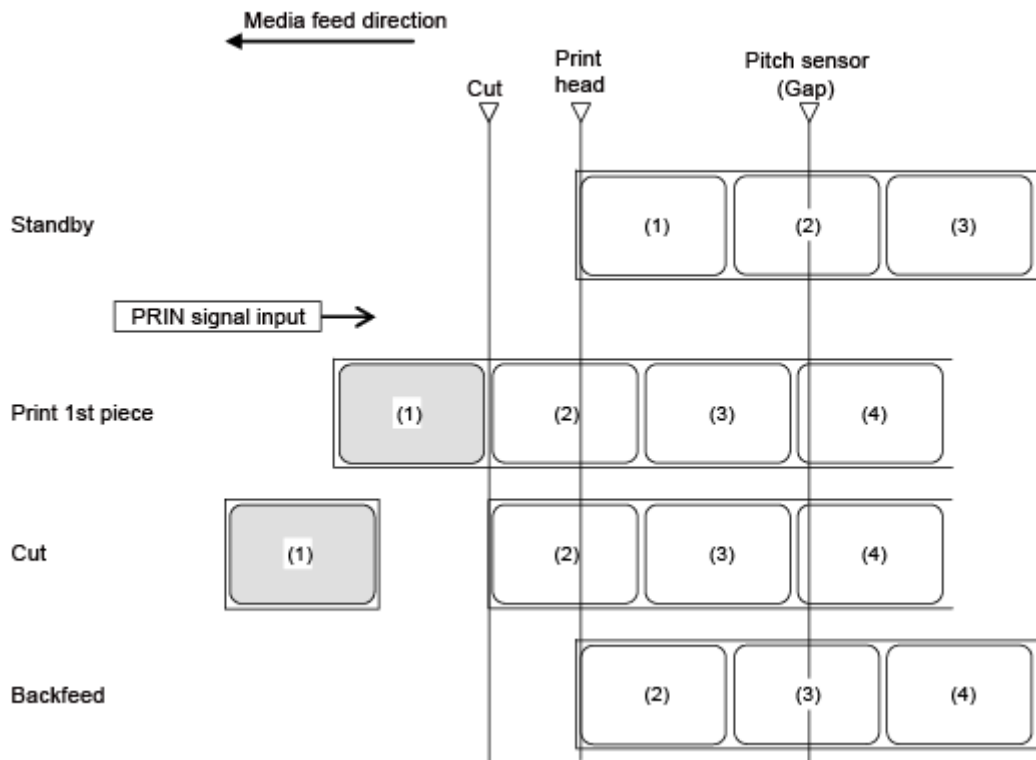 Media feed direction
Cut
Print
head
Pitch sensor
(Gap)
Standby
(1)
(2)
(3)
PRIN signal input
Print 1st piece
(1)
(2)
(3)
(4)
Cut
(1)
(2)
(3)
(4)
Backfeed
(2)
(3)
(4)